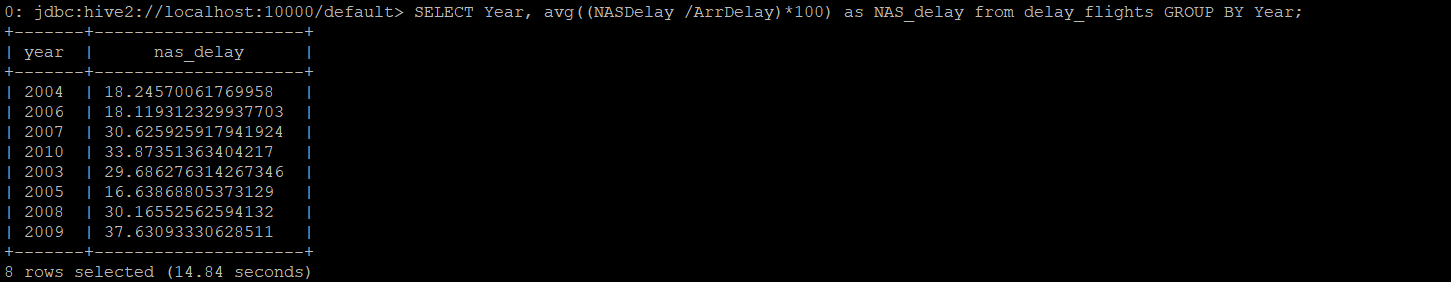 0: jdbc:hive2://localhost:10000/default> SELECT Year, avg((NASDelay /ArrDelay)*100) as NAS_delay from delay_flights GROUP BY Year;
+-------+---------------------+
| year  |      nas_delay      |
+-------+---------------------+
| 2004  | 18.24570061769958   |
| 2006  | 18.119312329937703  |
| 2007  | 30.625925917941924  |
| 2010  | 33.87351363404217   |
| 2003  | 29.686276314267346  |
| 2005  | 16.63868805373129   |
| 2008  | 30.16552562594132   |
| 2009  | 37.63093330628511   |
+-------+---------------------+
8 rows selected (14.84 seconds)